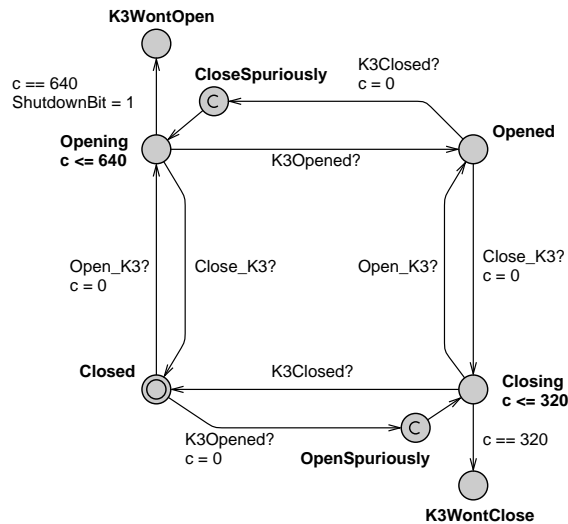 K3WontOpen
c == 640
ShutdownBit = 1
CloseSpuriously
C
K3Closed?
c = 0
Opening
c <= 640
K3Opened?
Opened
Open_K3?
c = 0
Close_K3?
Open_K3?
Close_K3?
c = 0
Closed
K3Closed?
Closing
c <= 320
K3Opened?
c = 0
C
OpenSpuriously
c == 320
K3WontClose